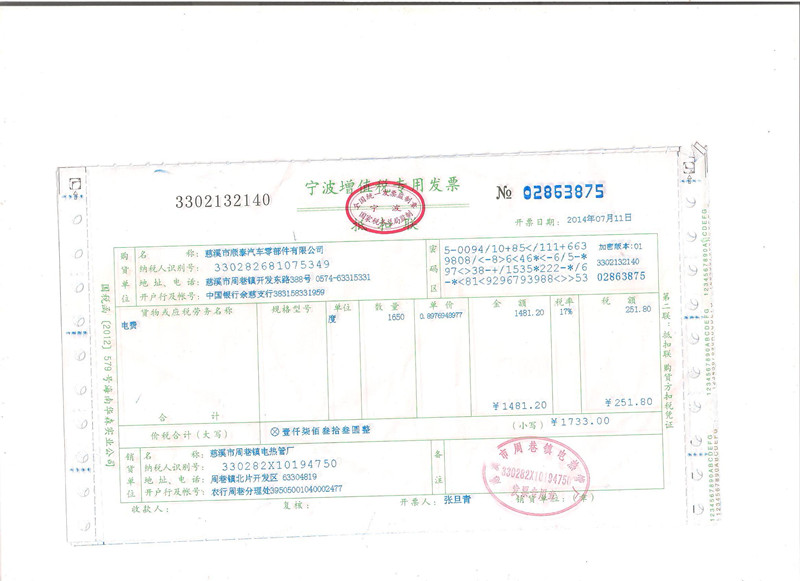 宁波增值税专用发票
3302132140
№ 02863875
抵扣联
全国统一发票监制章
宁波
国家税务总局监制
开票日期: 2014年07月11日
购货单位
名称: 慈溪市顺泰汽车零部件有限公司
纳税人识别号: 330282681075349
地址、电话: 慈溪市周巷镇开发东路388号 0574-63315331
开户行及帐号: 中国银行余慈支行383158331959
密码区
5-0094/10+85</111+663
9808/<-8>6<46*<-6/5-*
97<>38-+/1535*222-*/6
-*<81<9296793988<>>53
加密版本: 01
3302132140
02863875
货物或应税劳务名称 规格型号 单位 数量 单价 金额 税率 税额
电费 度 1650 0.8976948977 1481.20 17% 251.80
合计 ¥1481.20 ¥251.80
价税合计(大写) ⊗壹仟柒佰叁拾叁圆整 (小写) ¥1733.00
销货单位
名称: 慈溪市周巷镇电热管厂
纳税人识别号: 330282X10194750
地址、电话: 周巷镇北片开发区 63304819
开户行及帐号: 农行周巷分理处39505001040002477
备注
慈溪市周巷镇电热管厂
330282X10194750
发票专用章
收款人: 复核: 开票人: 张旦青 销货单位: (章)
国税函〔2012〕579号海南华森实业公司
第二联:抵扣联 购货方扣税凭证
1234567890ABCDEFG